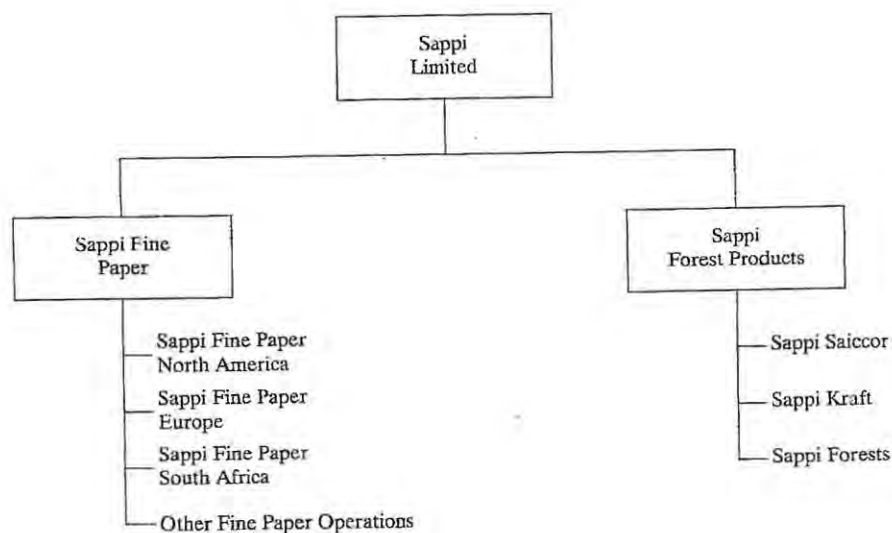 Sappi
Limited
Sappi Fine
Paper
Sappi
Forest Products
Sappi Fine Paper
North America
Sappi Fine Paper
Europe
Sappi Fine Paper
South Africa
Other Fine Paper Operations
Sappi Saiccor
Sappi Kraft
Sappi Forests